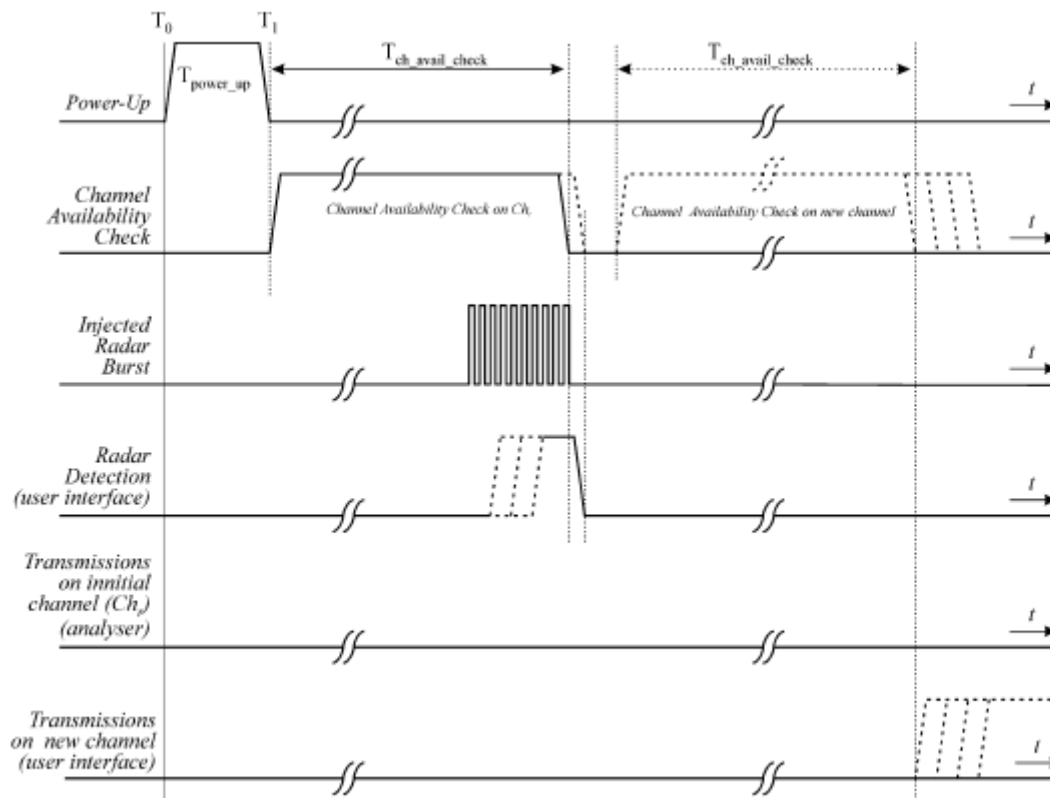 T0 T1
Tch_avail_check Tch_avail_check
Tpower_up
Power-Up
t
Channel
Availability
Check
Channel Availability Check on Chr
Channel Availability Check on new channel
t
Injected
Radar
Burst
t
Radar
Detection
(user interface)
t
Transmissions
on innitial
channel (Chr)
(analyser)
t
Transmissions
on new channel
(user interface)
t